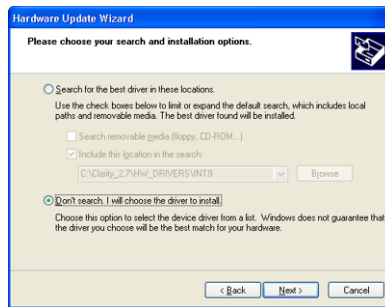 Hardware Update Wizard
Please choose your search and installation options.
Search for the best driver in these locations.
Use the check boxes below to limit or expand the default search, which includes local
paths and removable media. The best driver found will be installed.
Search removable media (floppy, CD-ROM...)
Include this location in the search:
C:\Clarity_2.7\HW_DRIVERS\INT9
Browse
Don't search. I will choose the driver to install.
Choose this option to select the device driver from a list. Windows does not guarantee that
the driver you choose will be the best match for your hardware.
< Back Next > Cancel